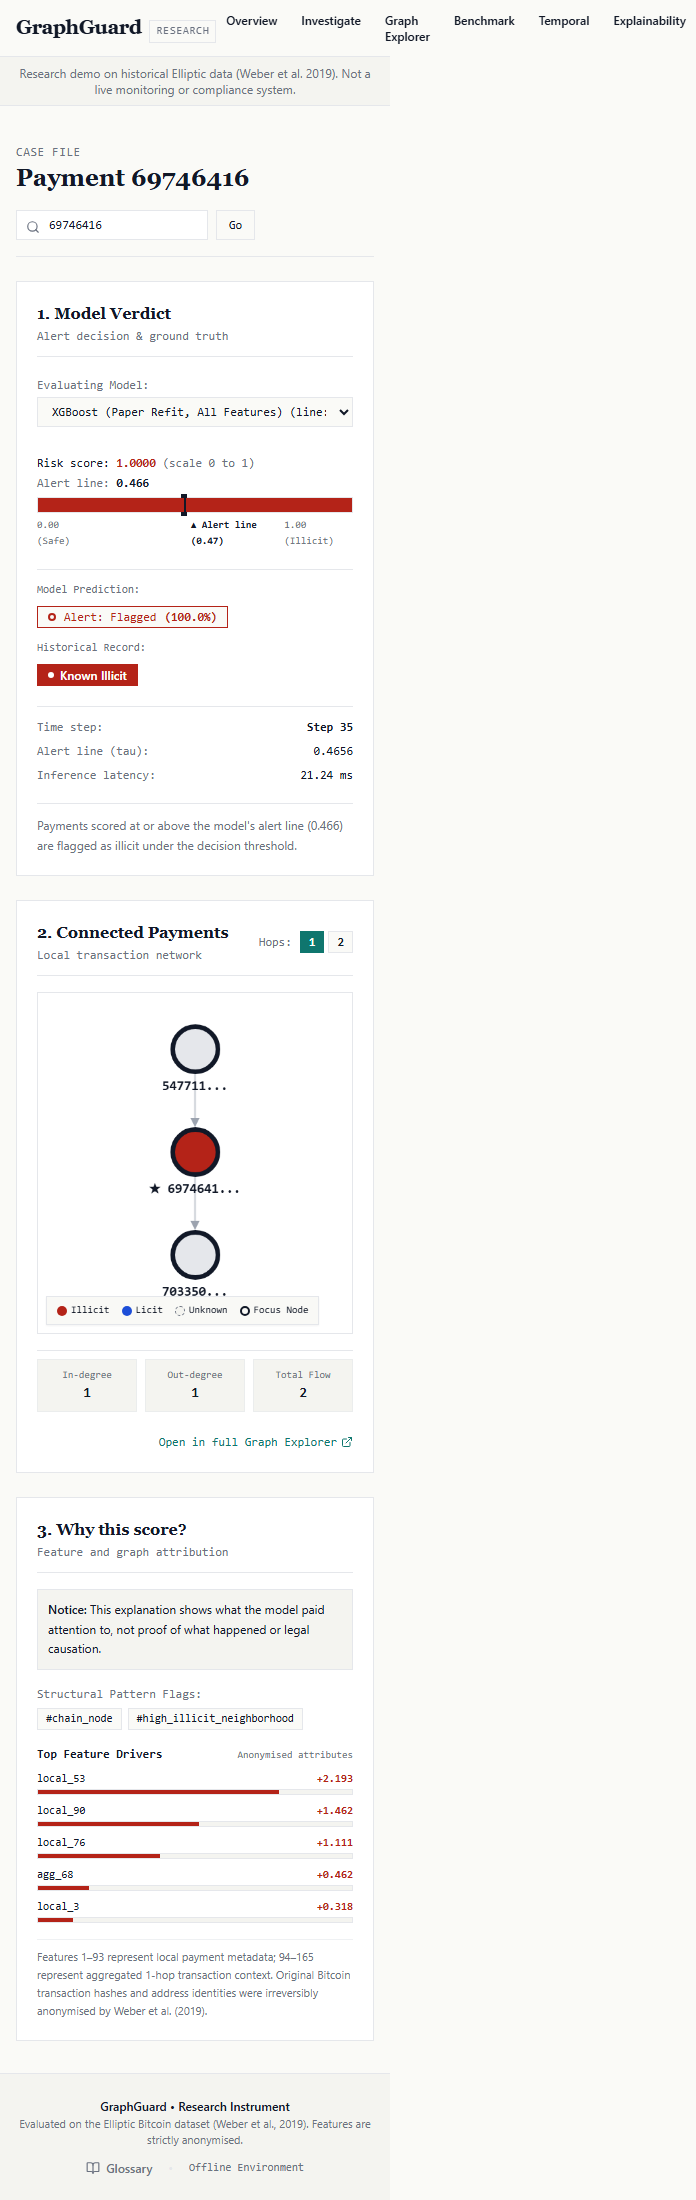 GraphGuard RESEARCH Overview Investigate Graph Explorer Benchmark Temporal Explainability
Research demo on historical Elliptic data (Weber et al. 2019). Not a
live monitoring or compliance system.
CASE FILE
Payment 69746416
69746416 Go
1. Model Verdict
Alert decision & ground truth
Evaluating Model:
XGBoost (Paper Refit, All Features) (line:
Risk score: 1.0000 (scale 0 to 1)
Alert line: 0.466
0.00 ▲ Alert line 1.00
(Safe) (0.47) (Illicit)
Model Prediction:
Alert: Flagged (100.0%)
Historical Record:
Known Illicit
Time step: Step 35
Alert line (tau): 0.4656
Inference latency: 21.24 ms
Payments scored at or above the model's alert line (0.466)
are flagged as illicit under the decision threshold.
2. Connected Payments
Local transaction network
Hops: 1 2
547711...
★ 6974641...
703350...
Illicit Licit Unknown Focus Node
In-degree Out-degree Total Flow
1 1 2
Open in full Graph Explorer
3. Why this score?
Feature and graph attribution
Notice: This explanation shows what the model paid
attention to, not proof of what happened or legal
causation.
Structural Pattern Flags:
#chain_node #high_illicit_neighborhood
Top Feature Drivers Anonymised attributes
local_53 +2.193
local_90 +1.462
local_76 +1.111
agg_68 +0.462
local_3 +0.318
Features 1–93 represent local payment metadata; 94–165
represent aggregated 1-hop transaction context. Original Bitcoin
transaction hashes and address identities were irreversibly
anonymised by Weber et al. (2019).
GraphGuard • Research Instrument
Evaluated on the Elliptic Bitcoin dataset (Weber et al., 2019). Features are
strictly anonymised.
Glossary · Offline Environment